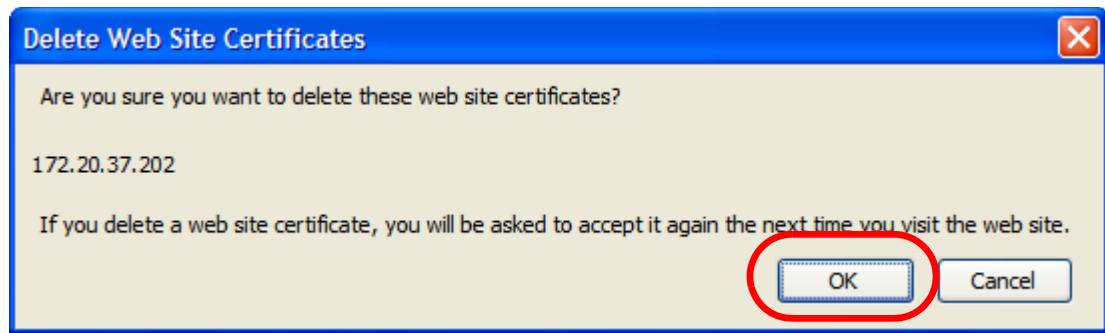 Delete Web Site Certificates
Are you sure you want to delete these web site certificates?
172.20.37.202
If you delete a web site certificate, you will be asked to accept it again the next time you visit the web site.
OK Cancel